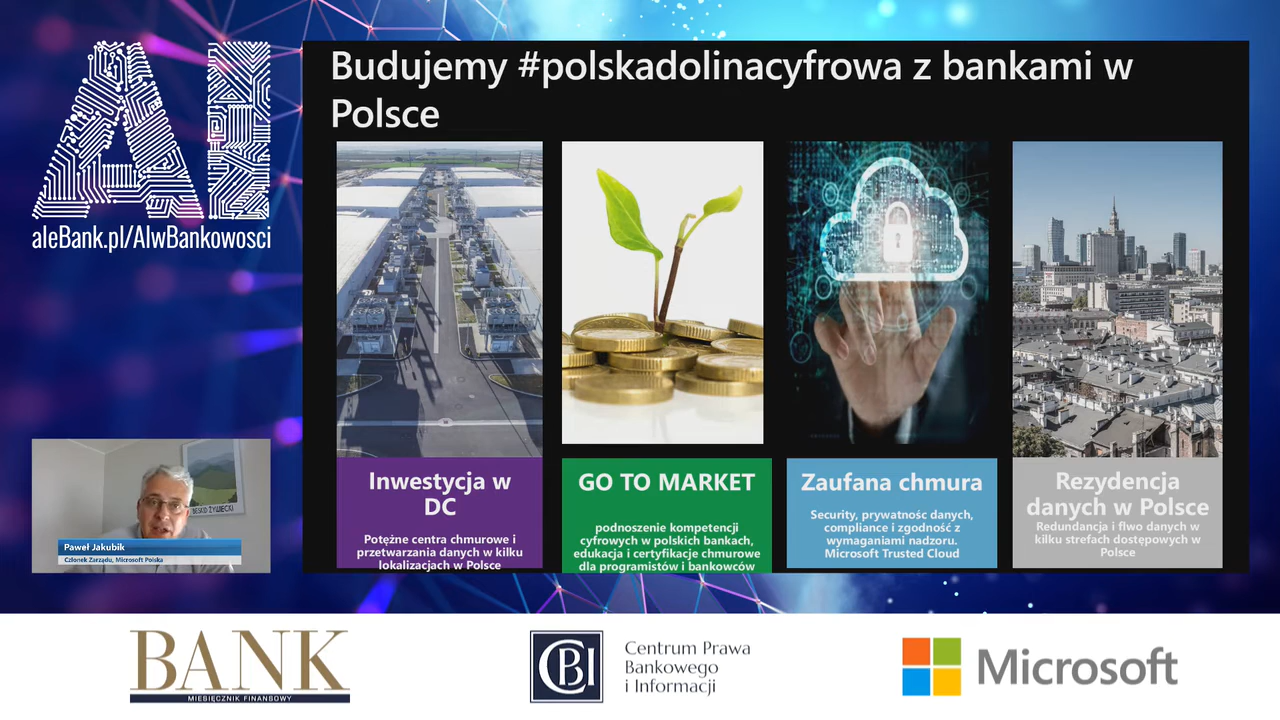 AI
aleBank.pl/AIwBankowosci
Budujemy #polskadolinacyfrowa z bankami w
Polsce
Inwestycja w
DC
Potężne centra chmurowe i
przetwarzania danych w kilku
lokalizacjach w Polsce
GO TO MARKET
podnoszenie kompetencji
cyfrowych w polskich bankach,
edukacja i certyfikacje chmurowe
dla programistów i bankowców
Zaufana chmura
Security, prywatnośc danych,
compliance i zgodność z
wymaganiami nadzoru.
Microsoft Trusted Cloud
Rezydencja
danych w Polsce
Redundancja i flwo danych w
kilku strefach dostępowych w
Polsce
BESKID ŻYWIECKI
Paweł Jakubik
Członek Zarządu, Microsoft Polska
BANK
MIESIĘCZNIK FINANSOWY
CPBiI
Centrum Prawa
Bankowego
i Informacji
Microsoft